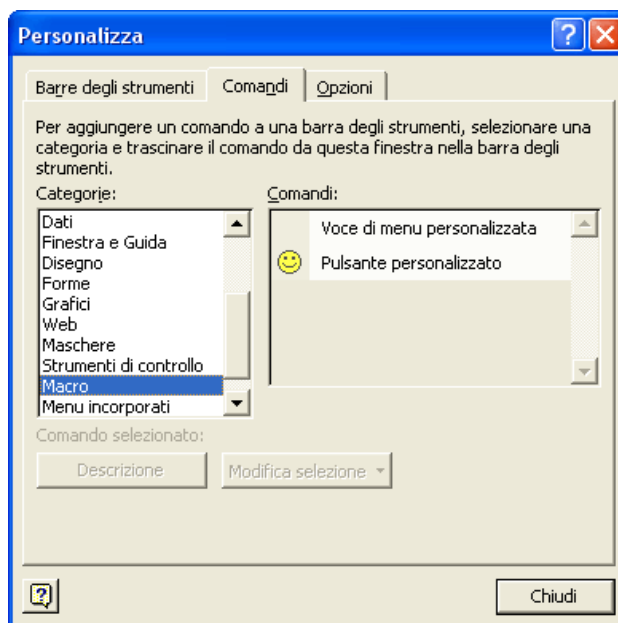 Personalizza
Barre degli strumenti
Comandi
Opzioni
Per aggiungere un comando a una barra degli strumenti, selezionare una
categoria e trascinare il comando da questa finestra nella barra degli
strumenti.
Categorie:
Dati
Finestra e Guida
Disegno
Forme
Grafici
Web
Maschere
Strumenti di controllo
Macro
Menu incorporati
Comandi:
Voce di menu personalizzata
Pulsante personalizzato
Comando selezionato:
Descrizione
Modifica selezione
Chiudi